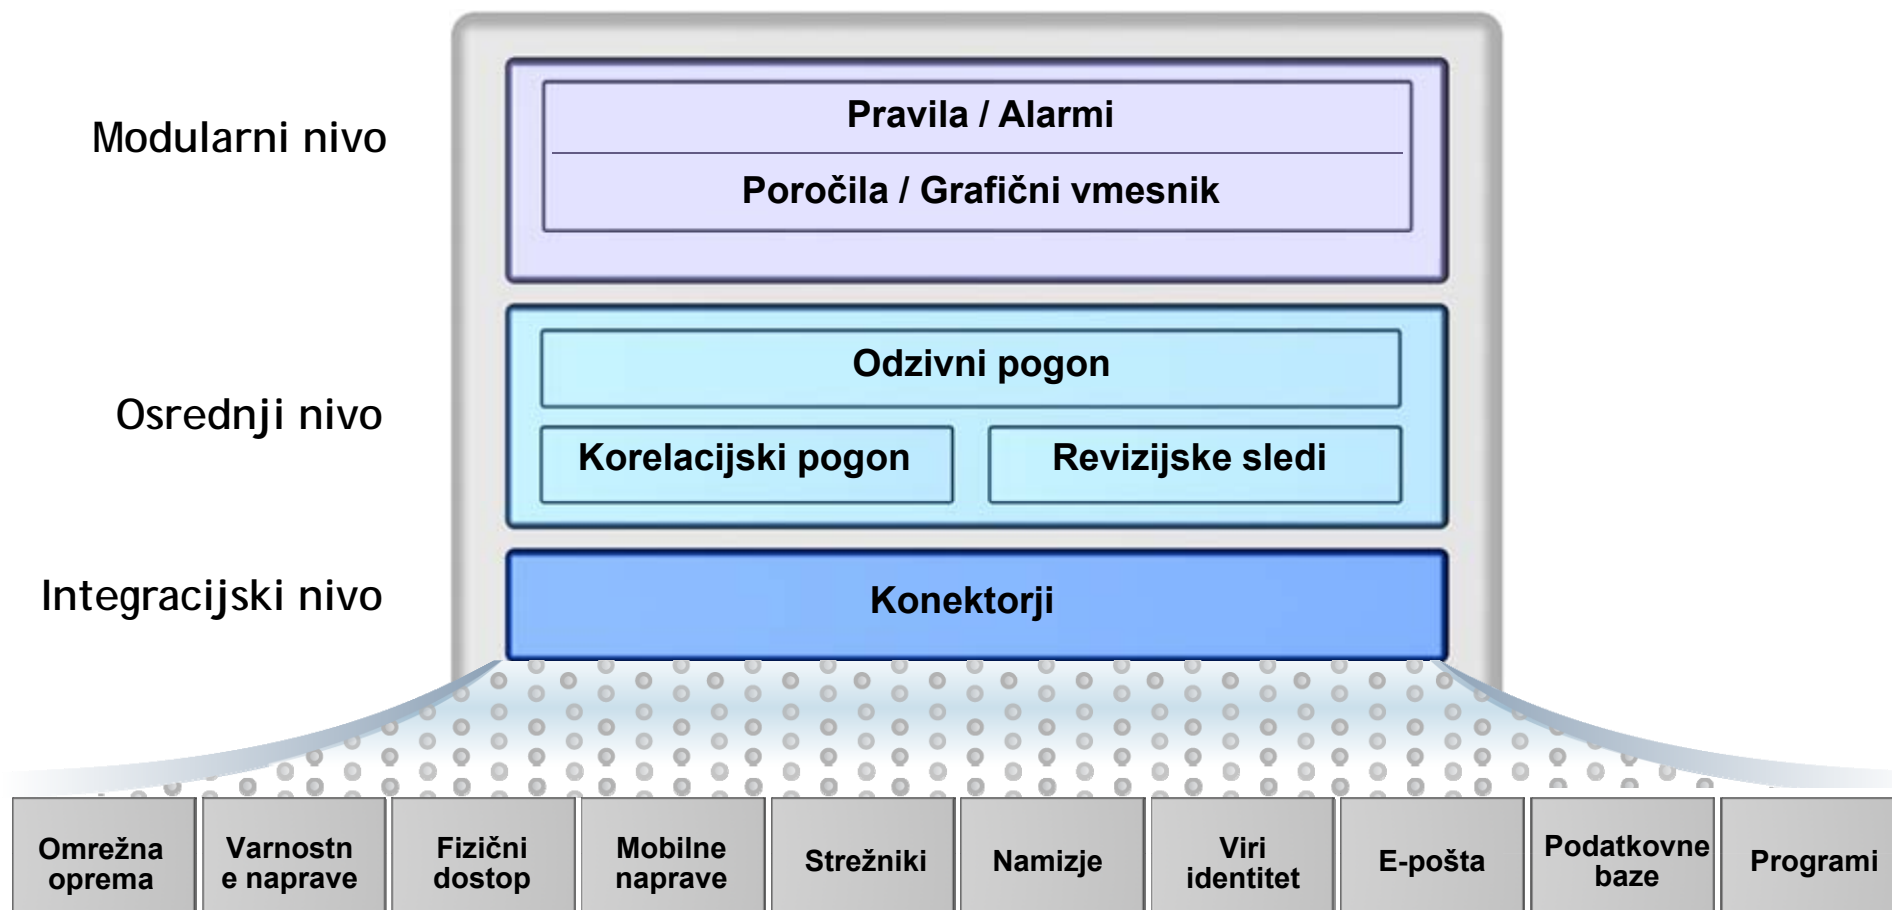 Modularni nivo
Pravila / Alarmi
Poročila / Grafični vmesnik
Osrednji nivo
Odzivni pogon
Korelacijski pogon
Revizijske sledi
Integracijski nivo
Konektorji
Omrežna
oprema
Varnostn
e naprave
Fizični
dostop
Mobilne
naprave
Strežniki
Namizje
Viri
identitet
E-pošta
Podatkovne
baze
Programi